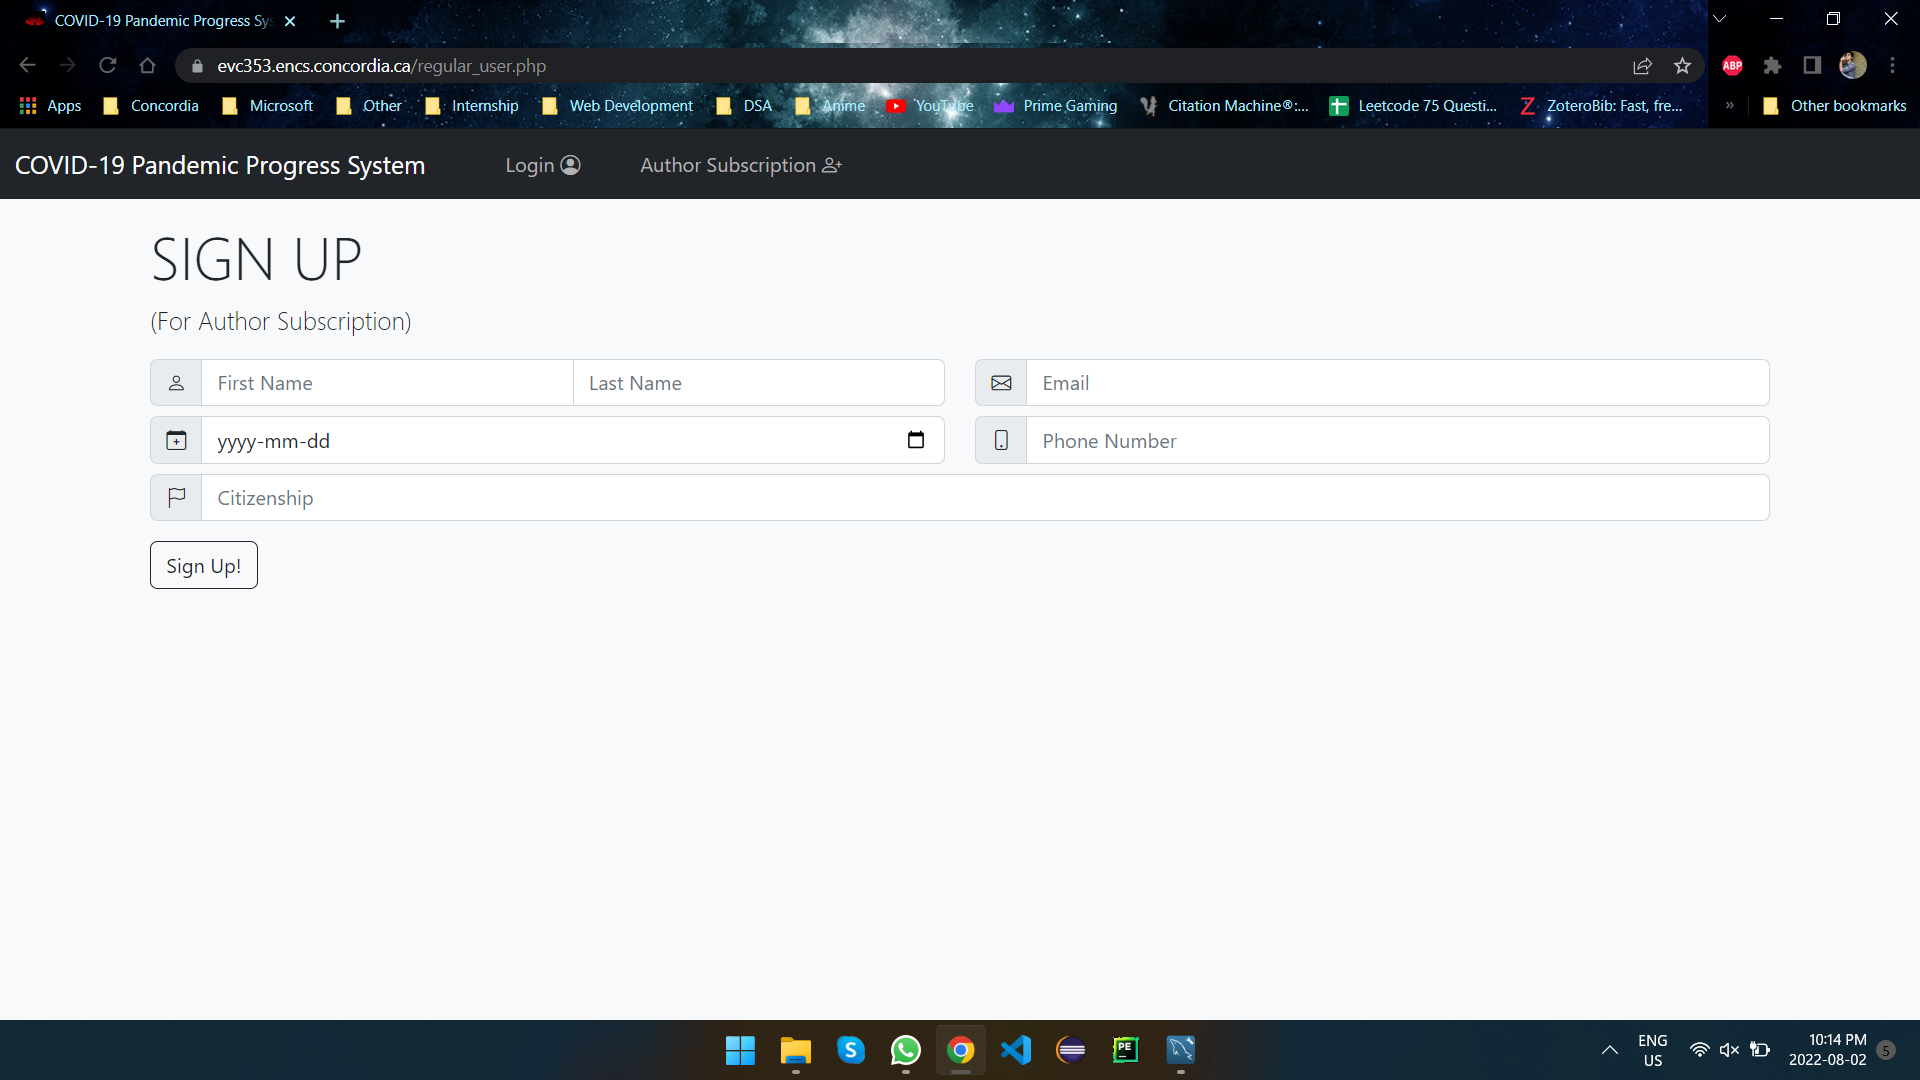 COVID-19 Pandemic Progress Sy
evc353.encs.concordia.ca/regular_user.php
ABP
Apps Concordia Microsoft Other Internship Web Development DSA Anime YouTube Prime Gaming Citation Machine®:... Leetcode 75 Questi... ZoteroBib: Fast, fre... » Other bookmarks
COVID-19 Pandemic Progress System Login Author Subscription
SIGN UP
(For Author Subscription)
First Name Last Name Email
yyyy-mm-dd Phone Number
Citizenship
Sign Up!
S
PE
ENG
US
10:14 PM
2022-08-02
5